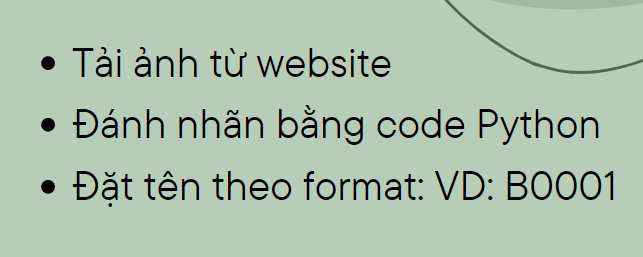 • Tải ảnh từ website
• Đánh nhãn bằng code Python
• Đặt tên theo format: VD: B0001